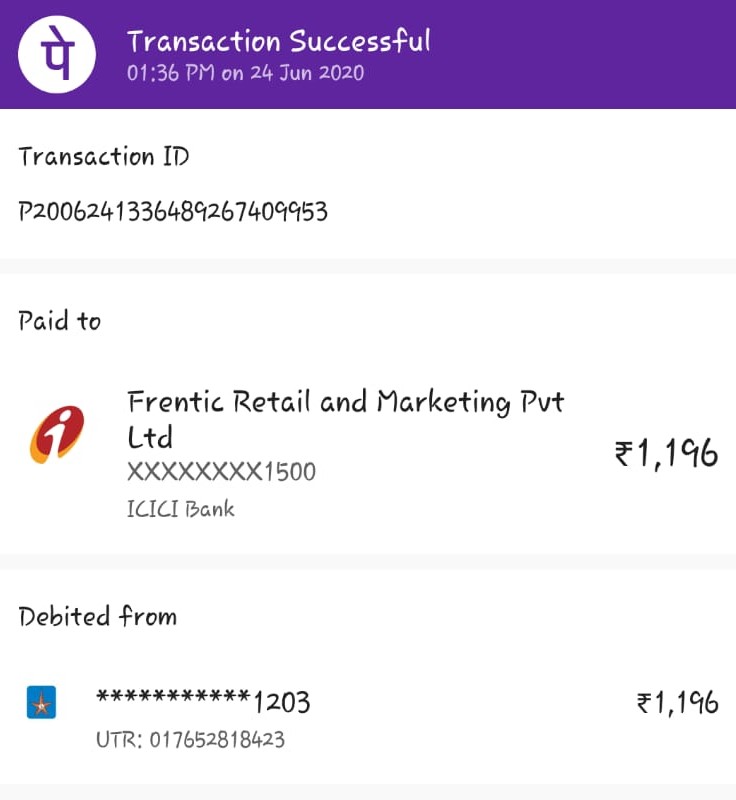 पे
Transaction Successful
01:36 PM on 24 Jun 2020
Transaction ID
P2006241336489267409953
Paid to
Frentic Retail and Marketing Pvt
Ltd
XXXXXXXX1500
ICICI Bank
₹1,196
Debited from
***********1203
₹1,196
UTR: 017652818423